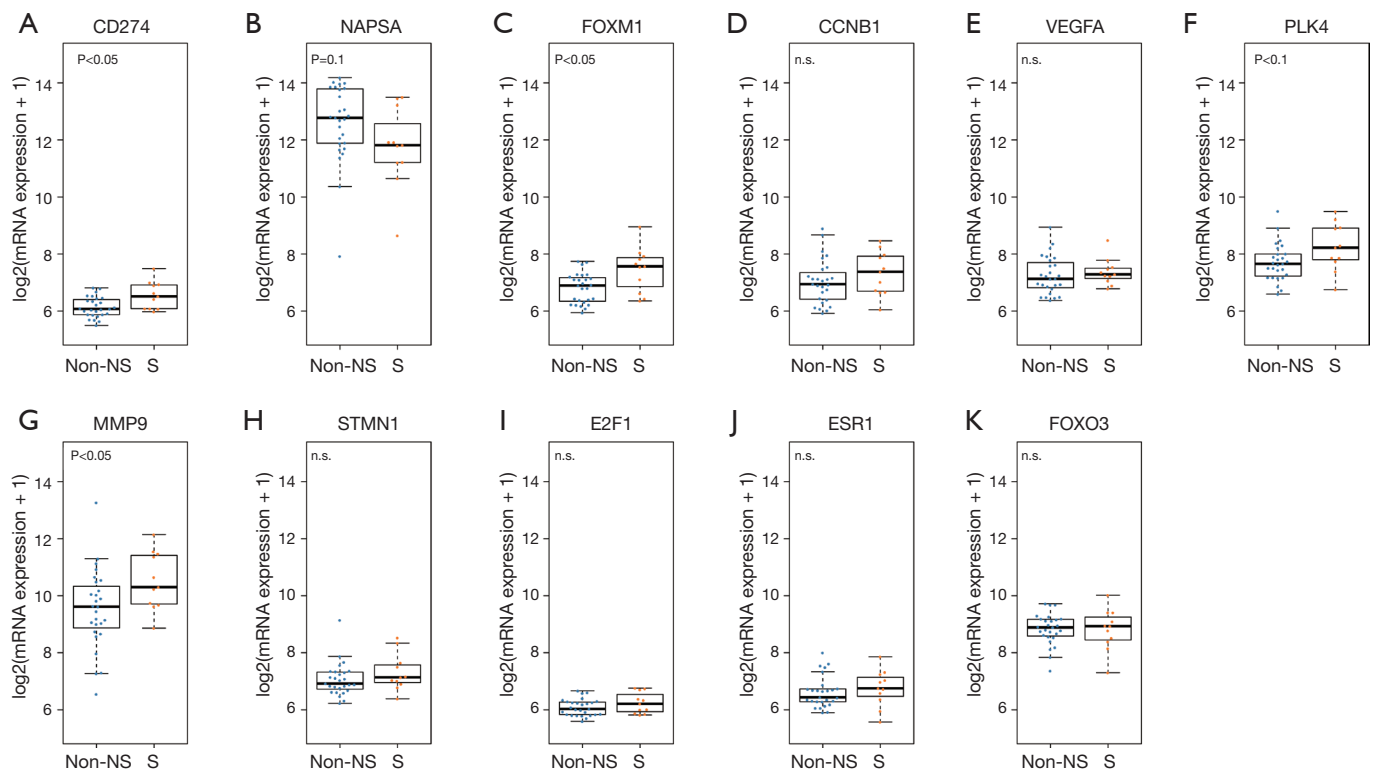 A
CD274
P<0.05
log2(mRNA expression + 1)
14
12
10
8
6
Non-NS S
B
NAPSA
P=0.1
log2(mRNA expression + 1)
14
12
10
8
6
Non-NS S
C
FOXM1
P<0.05
log2(mRNA expression + 1)
14
12
10
8
6
Non-NS S
D
CCNB1
n.s.
log2(mRNA expression + 1)
14
12
10
8
6
Non-NS S
E
VEGFA
n.s.
log2(mRNA expression + 1)
14
12
10
8
6
Non-NS S
F
PLK4
P<0.1
log2(mRNA expression + 1)
14
12
10
8
6
Non-NS S
G
MMP9
P<0.05
log2(mRNA expression + 1)
14
12
10
8
6
Non-NS S
H
STMN1
n.s.
log2(mRNA expression + 1)
14
12
10
8
6
Non-NS S
I
E2F1
n.s.
log2(mRNA expression + 1)
14
12
10
8
6
Non-NS S
J
ESR1
n.s.
log2(mRNA expression + 1)
14
12
10
8
6
Non-NS S
K
FOXO3
n.s.
log2(mRNA expression + 1)
14
12
10
8
6
Non-NS S